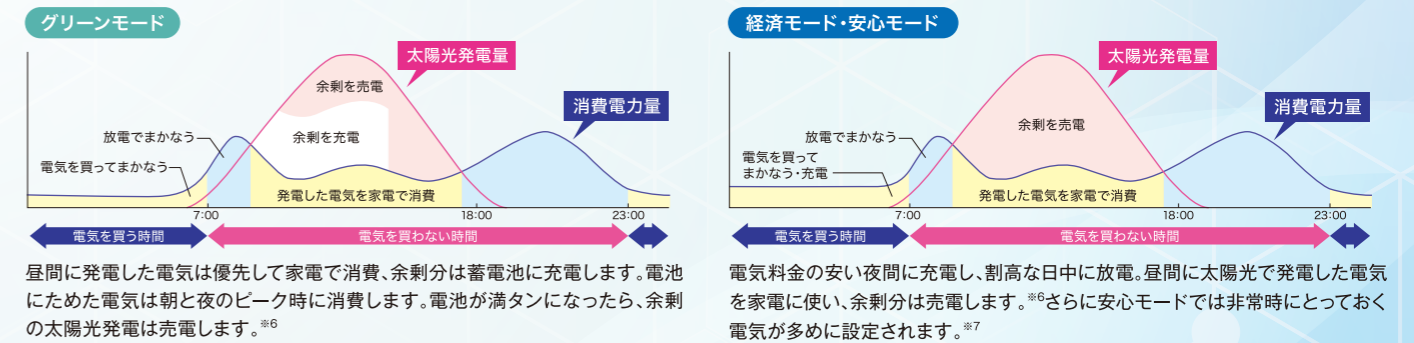 グリーンモード
太陽光発電量
余剰を売電
消費電力量
放電でまかなう
余剰を充電
電気を買ってまかなう
発電した電気を家電で消費
7:00
18:00
23:00
電気を買う時間
電気を買わない時間
昼間に発電した電気は優先して家電で消費、余剰分は蓄電池に充電します。電池
にためた電気は朝と夜のピーク時に消費します。電池が満タンになったら、余剰
の太陽光発電は売電します。※6
経済モード・安心モード
太陽光発電量
消費電力量
余剰を売電
放電でまかなう
電気を買って
まかなう・充電
発電した電気を家電で消費
7:00
18:00
23:00
電気を買う時間
電気を買わない時間
電気料金の安い夜間に充電し、割高な日中に放電。昼間に太陽光で発電した電気
を家電に使い、余剰分は売電します。※6さらに安心モードでは非常時にとっておく
電気が多めに設定されます。※7